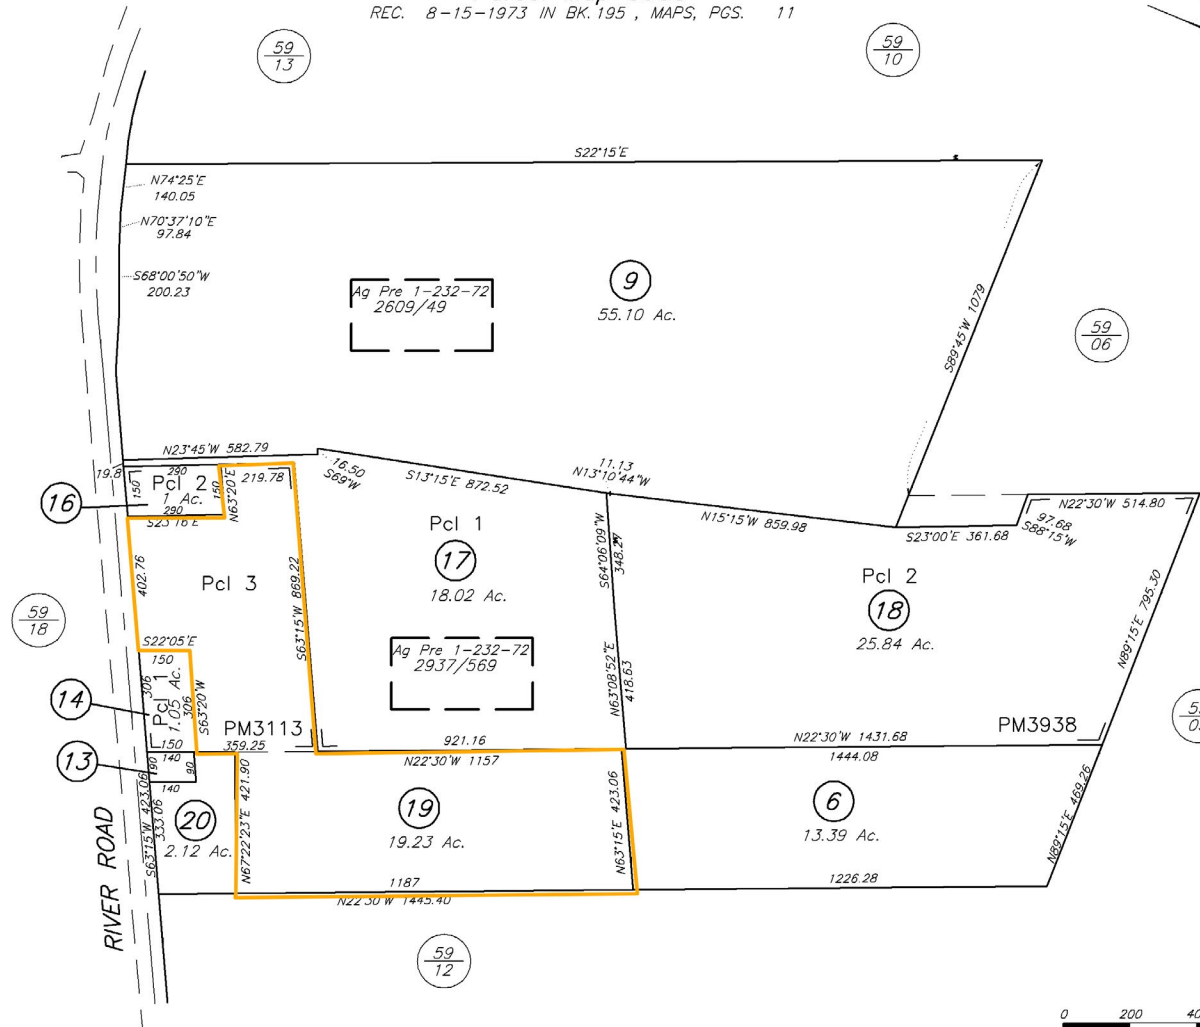 REC. 8-15-1973 IN BK. 195 , MAPS, PGS. 11
59
13
59
10
S22°15'E
N74°25'E
140.05
N70°37'10"E
97.84
S68°00'50"W
200.23
Ag Pre 1-232-72
2609/49
9
55.10 Ac.
S89°45'W 1079
59
06
N23°45'W 582.79
19.8
290
150
Pcl 2
1 Ac.
150
N63°20'E
219.78
290
S23°16'E
16
16.50
S69°W
S13°15'E 872.52
11.13
N13°10'44"W
N15°15'W 859.98
S23°00'E 361.68
97.68
S88°15'W
N22°30'W 514.80
402.76
Pcl 3
S63°15'W 869.22
Pcl 1
17
18.02 Ac.
S64°06'09"W
348.27
Pcl 2
18
25.84 Ac.
N89°15'E 795.30
59
18
S22°05'E
150
306
Pcl 1
1.05 Ac.
306
S63°20'W
14
Ag Pre 1-232-72
2937/569
N63°08'52"E
418.63
PM3113
PM3938
150
359.25
921.16
N22°30'W 1431.68
13
190
140
90
140
N22°30'W 1157
1444.08
S63°15'W 423.06
333.06
20
2.12 Ac.
N67°22'23"E 421.90
19
19.23 Ac.
N63°15'E 423.06
6
13.39 Ac.
N89°15'E 469.26
1187
1226.28
N22°30'W 1445.40
RIVER ROAD
59
12
0 200